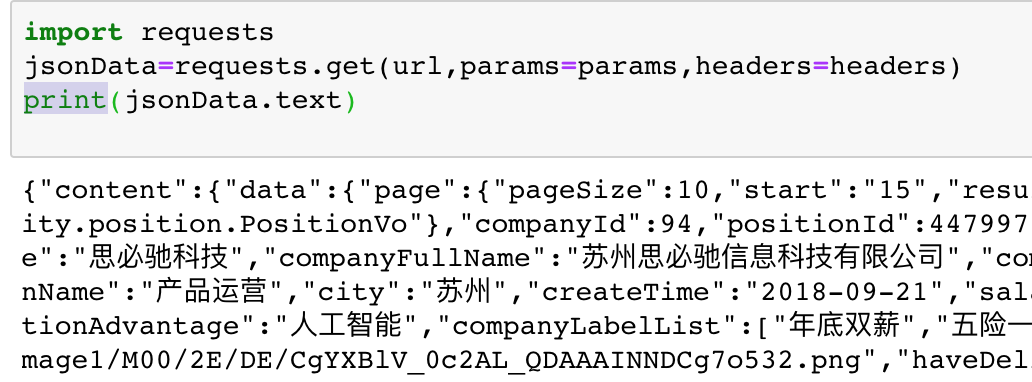 import requests
jsonData=requests.get(url,params=params,headers=headers)
print(jsonData.text)
{"content":{"data":{"page":{"pageSize":10,"start":"15","resu
ity.position.PositionVo"},"companyId":94,"positionId":447997
e":"思必驰科技","companyFullName":"苏州思必驰信息科技有限公司","con
nName":"产品运营","city":"苏州","createTime":"2018-09-21","sala
tionAdvantage":"人工智能","companyLabelList":["年底双薪","五险一
mage1/M00/2E/DE/CgYXBlV_0c2AL_QDAAAINNDCg7o532.png","haveDel